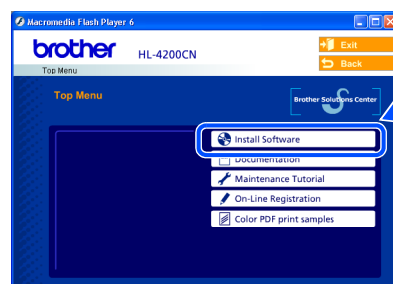 Macromedia Flash Player 6
brother
HL-4200CN
Exit
Back
Top Menu
Top Menu
Brother Solutions Center
Install Software
Documentation
Maintenance Tutorial
On-Line Registration
Color PDF print samples